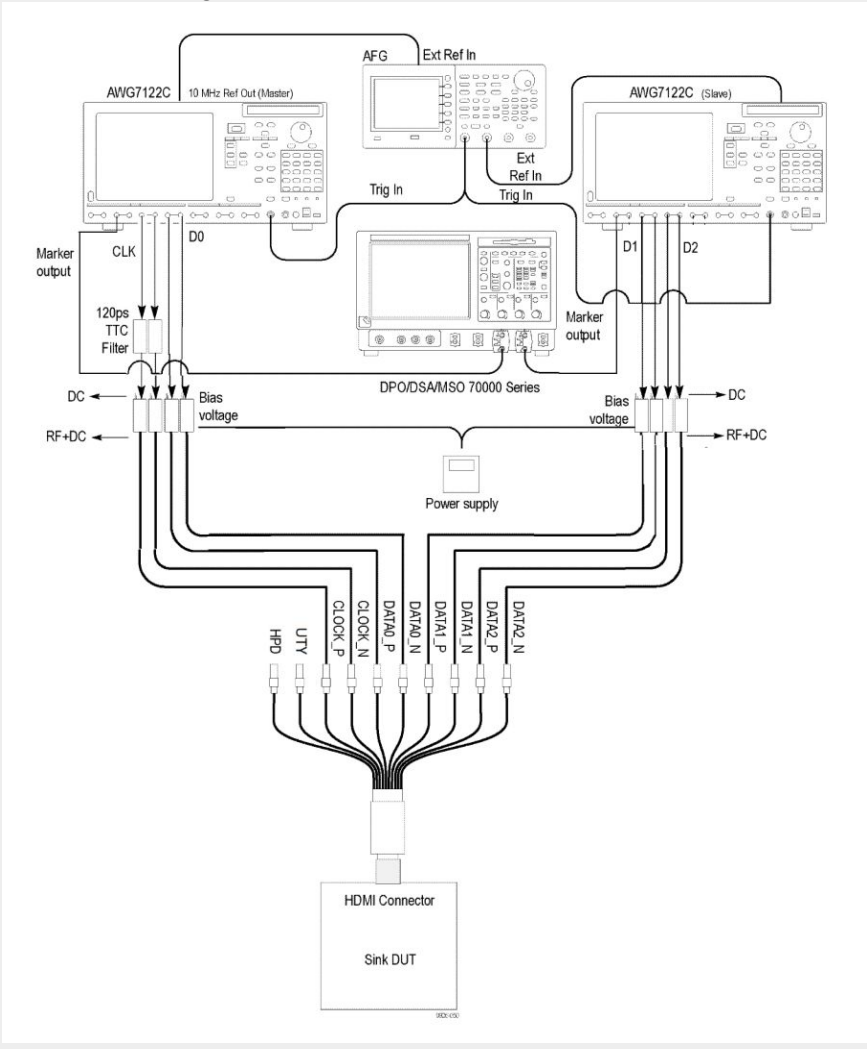 AFG
Ext Ref In
AWG7122C
10 MHz Ref Out (Master)
AWG7122C
(Slave)
Ext
Ref In
Trig In
Trig In
Marker
output
CLK
D0
D1
D2
120ps
TTC
Filter
Marker
output
DPO/DSA/MSO 70000 Series
DC
Bias
voltage
RF+DC
Bias
voltage
DC
RF+DC
Power supply
HPD
UTY
CLOCK_P
CLOCK_N
DATA0_P
DATA0_N
DATA1_P
DATA1_N
DATA2_P
DATA2_N
HDMI Connector
Sink DUT